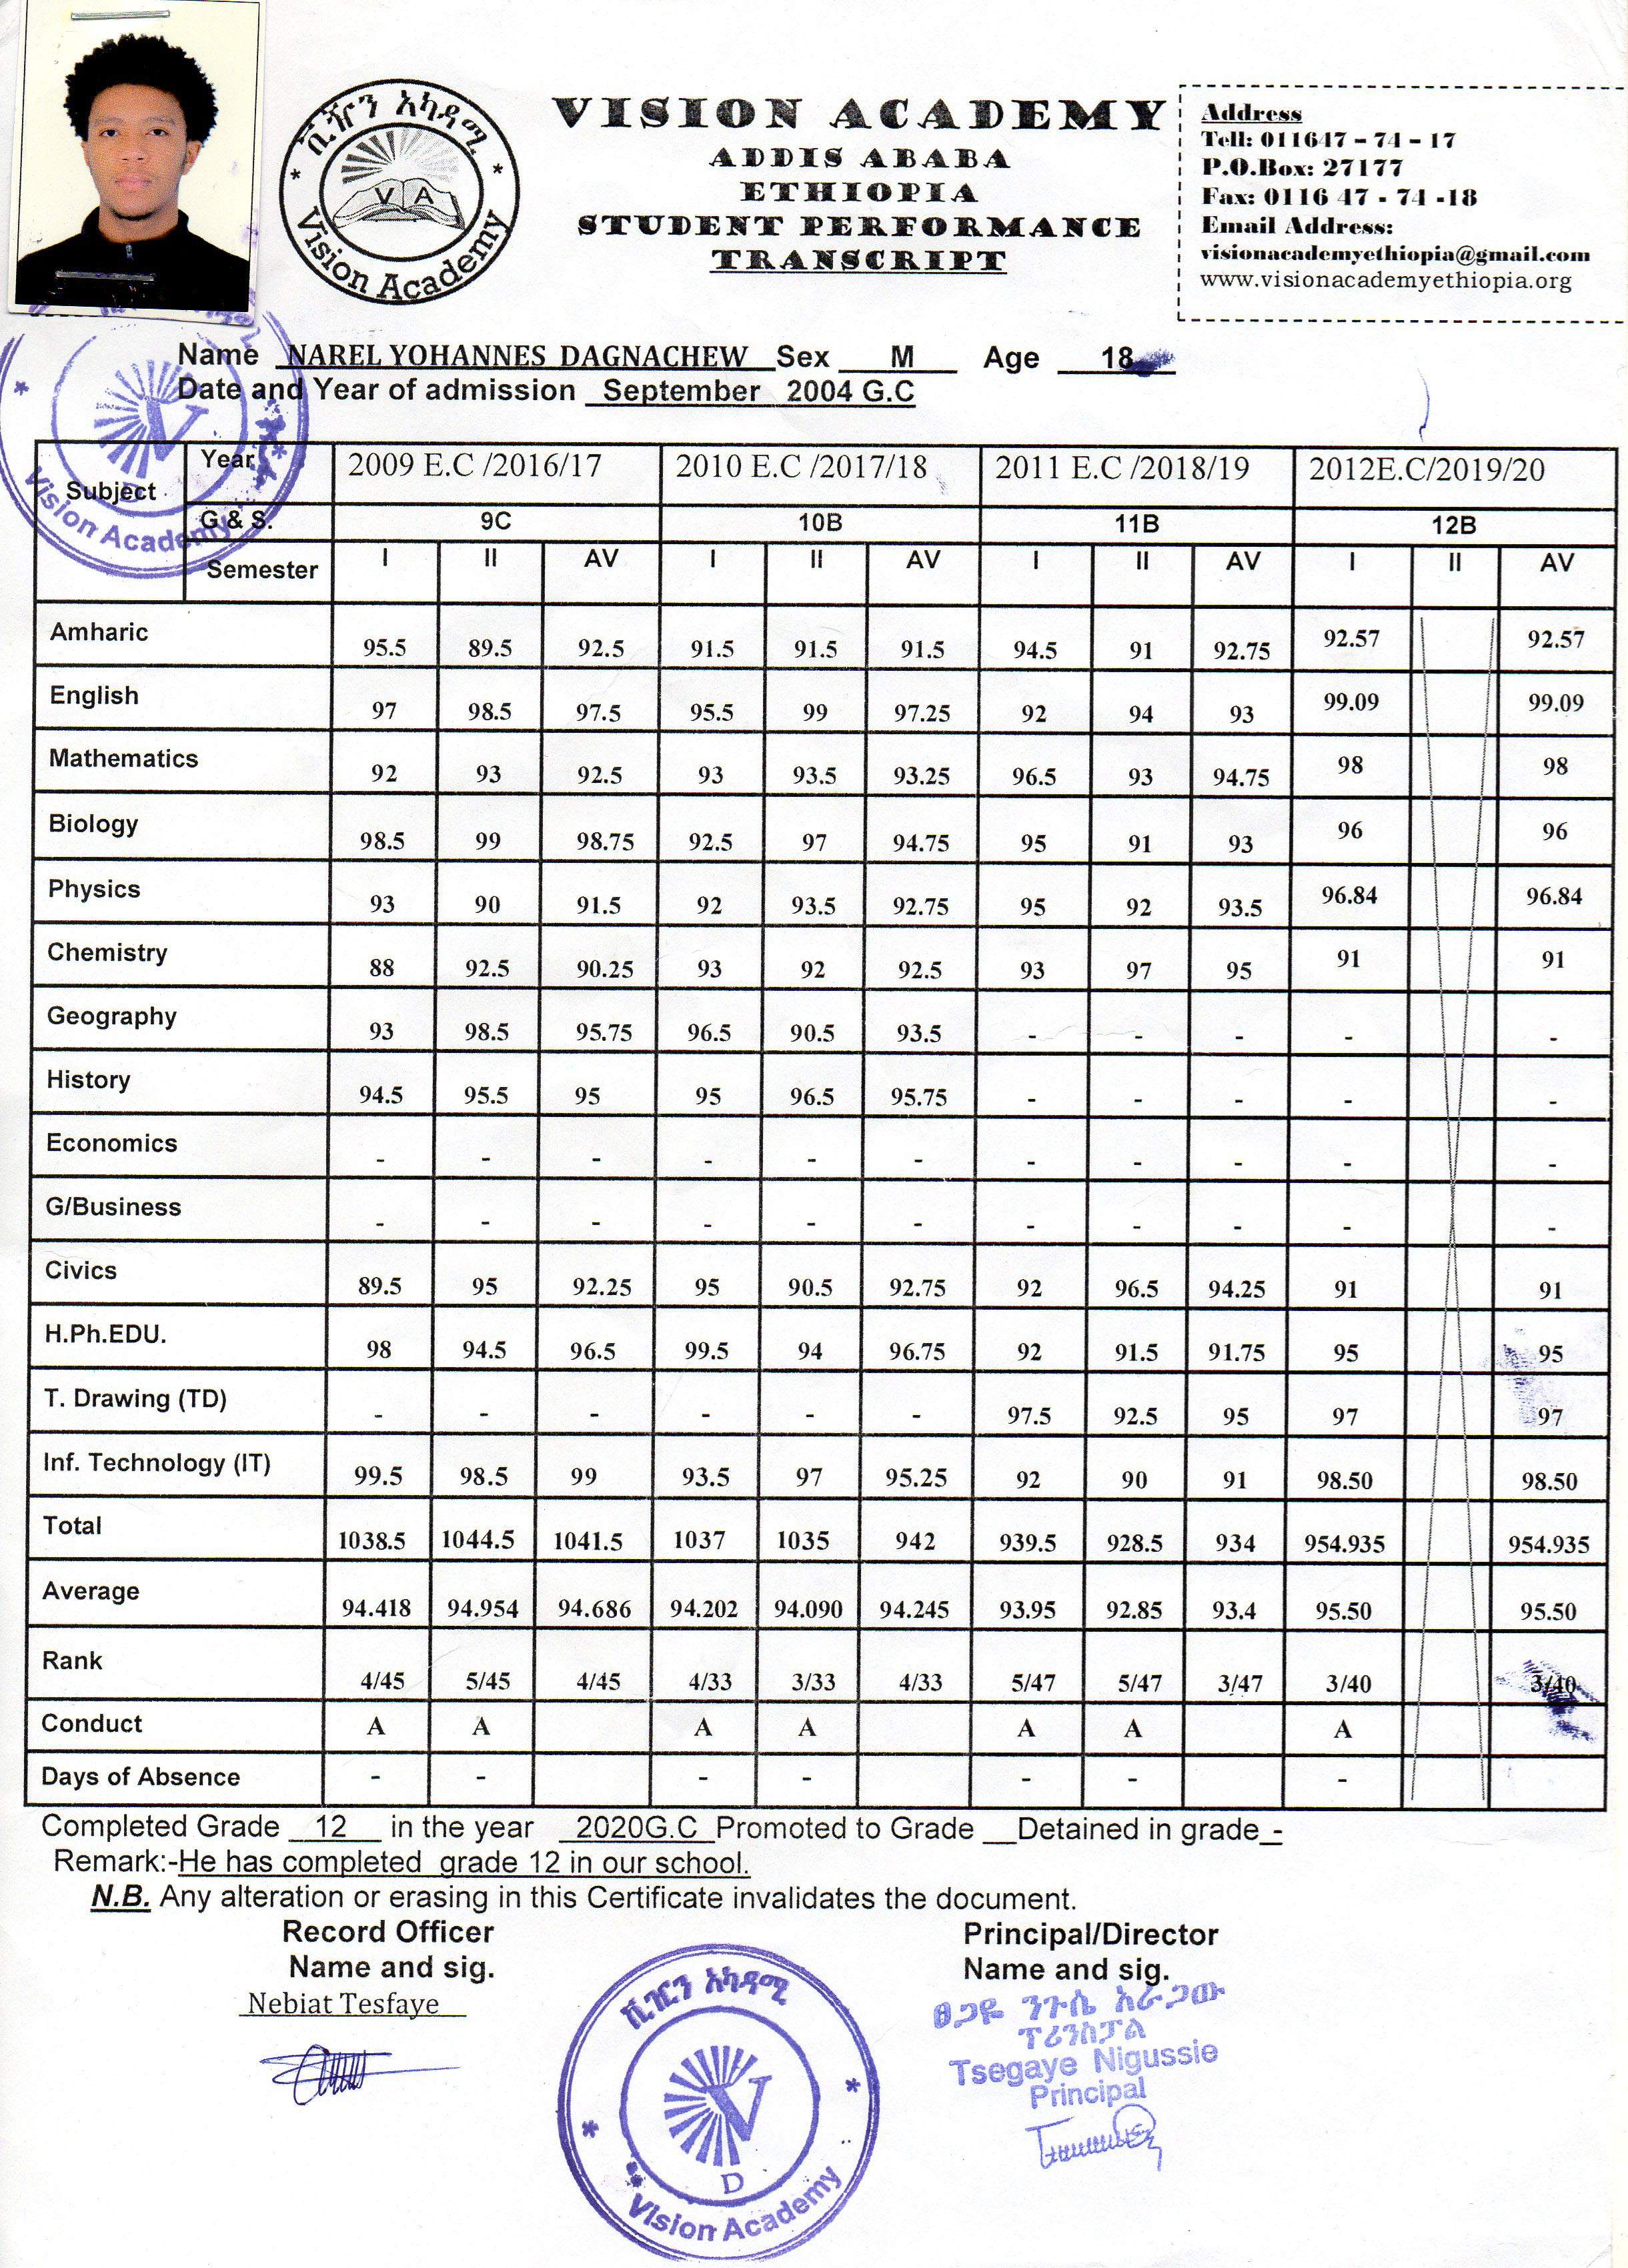 ቪዥን አካዳሚ
V A
Vision Academy
VISION ACADEMY
ADDIS ABABA
ETHIOPIA
STUDENT PERFORMANCE
TRANSCRIPT
Address
Tell: 011647 – 74 – 17
P.O.Box: 27177
Fax: 0116 47 - 74 -18
Email Address:
visionacademyethiopia@gmail.com
www.visionacademyethiopia.org
Name NAREL YOHANNES DAGNACHEW Sex M Age 18
Date and Year of admission September 2004 G.C
V
D
Vision Academy
Subject Year 2009 E.C /2016/17 2010 E.C /2017/18 2011 E.C /2018/19 2012E.C/2019/20
G & S. 9C 10B 11B 12B
Semester I II AV I II AV I II AV I II AV
Amharic 95.5 89.5 92.5 91.5 91.5 91.5 94.5 91 92.75 92.57 92.57
English 97 98.5 97.5 95.5 99 97.25 92 94 93 99.09 99.09
Mathematics 92 93 92.5 93 93.5 93.25 96.5 93 94.75 98 98
Biology 98.5 99 98.75 92.5 97 94.75 95 91 93 96 96
Physics 93 90 91.5 92 93.5 92.75 95 92 93.5 96.84 96.84
Chemistry 88 92.5 90.25 93 92 92.5 93 97 95 91 91
Geography 93 98.5 95.75 96.5 90.5 93.5 - - - - -
History 94.5 95.5 95 95 96.5 95.75 - - - - -
Economics - - - - - - - - - - -
G/Business - - - - - - - - - - -
Civics 89.5 95 92.25 95 90.5 92.75 92 96.5 94.25 91 91
H.Ph.EDU. 98 94.5 96.5 99.5 94 96.75 92 91.5 91.75 95 95
T. Drawing (TD) - - - - - - 97.5 92.5 95 97 97
Inf. Technology (IT) 99.5 98.5 99 93.5 97 95.25 92 90 91 98.50 98.50
Total 1038.5 1044.5 1041.5 1037 1035 942 939.5 928.5 934 954.935 954.935
Average 94.418 94.954 94.686 94.202 94.090 94.245 93.95 92.85 93.4 95.50 95.50
Rank 4/45 5/45 4/45 4/33 3/33 4/33 5/47 5/47 3/47 3/40 3/40
Conduct A A A A A A A
Days of Absence - - - - - - -
Completed Grade 12 in the year 2020G.C Promoted to Grade __Detained in grade -
Remark:-He has completed grade 12 in our school.
N.B. Any alteration or erasing in this Certificate invalidates the document.
Record Officer
Name and sig.
Nebiat Tesfaye
ቪዥን አካዳሚ
V
D
Vision Academy
Principal/Director
Name and sig.
ፀጋዬ ንጉሴ አራጋው
ፕሪንስፓል
Tsegaye Nigussie
Principal